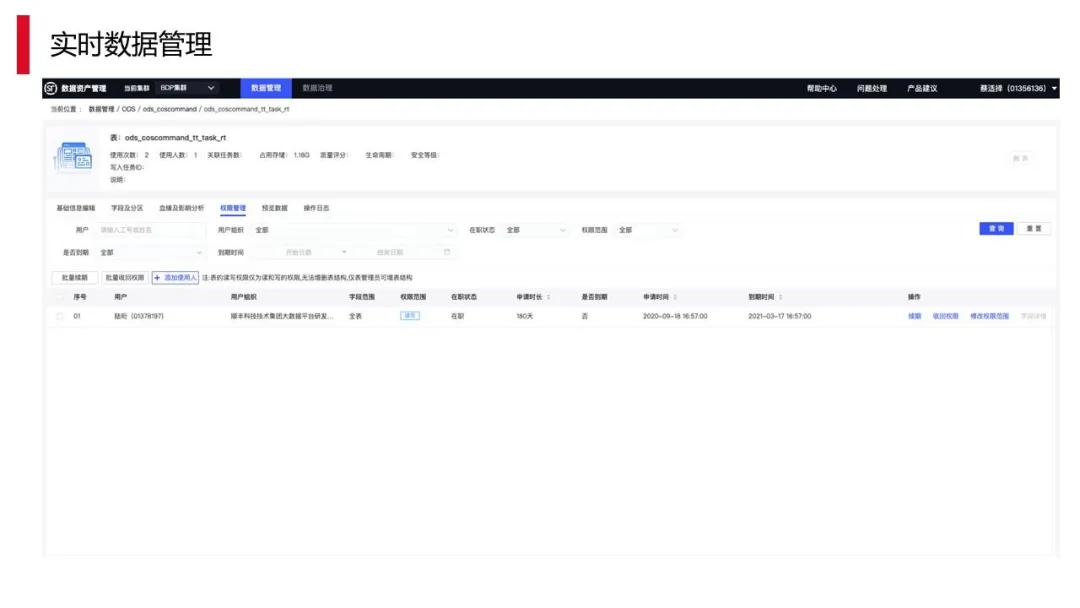 实时数据管理
数据资产管理 当前集群 BDP集群 数据管理 数据治理 帮助中心 问题处理 产品建议 (01356136)
当前位置: 数据管理 / ODS / ods_coscommand / ods_coscommand_tt_task_rt
表: ods_coscommand_tt_task_rt
使用次数: 2 使用人数: 1 关联任务数: 占用存储: 1.18G 质量评分: 生命周期: 安全等级:
写入任务ID:
说明:
基础信息编辑 字段及分区 血缘及影响分析 权限管理 预览数据 操作日志
用户 请输入工号或姓名 用户组织 全部 在职状态 全部 权限范围 全部 查询 重置
是否到期 全部 到期时间 开始日期 结束日期
批量续期 批量收回权限 + 添加使用人 注:表的读写权限仅为读和写的权限,无法增删表结构,仅表管理员可增表结构
序号 用户 用户组织 字段范围 权限范围 在职状态 申请时长 是否到期 申请时间 到期时间 操作
01 (01378197) 顺丰科技技术集团大数据平台研发... 全表 读写 在职 180天 否 2020-09-18 16:57:00 2021-03-17 16:57:00 续期 收回权限 修改权限范围 字段详情